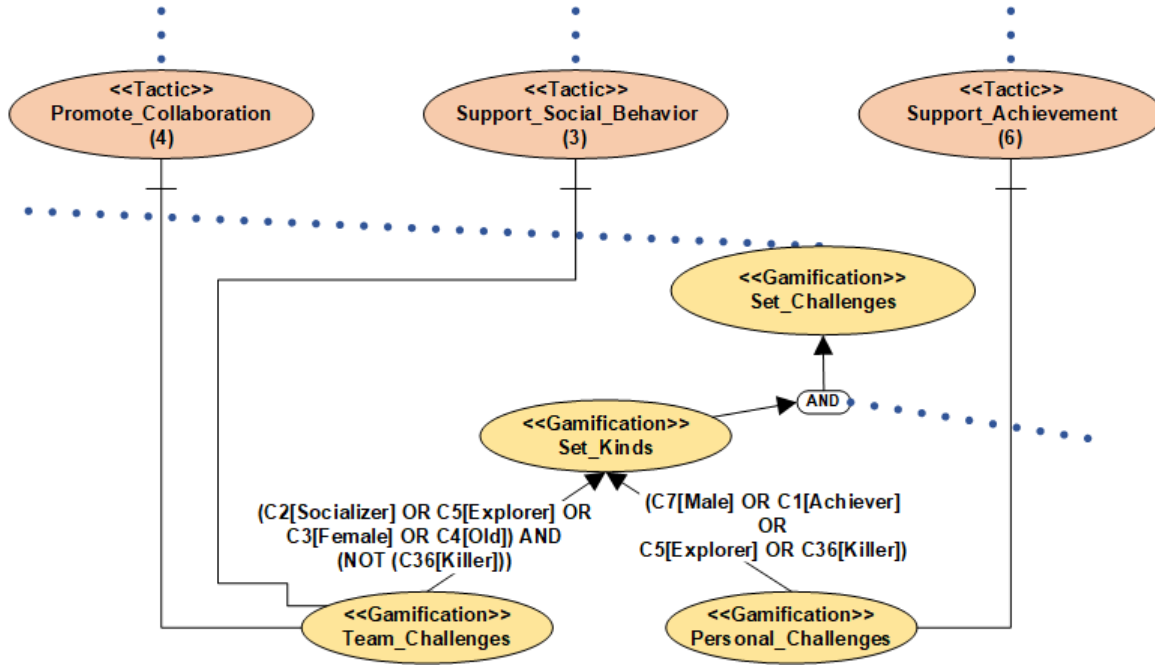 <<Tactic>>
Promote_Collaboration
(4)
<<Tactic>>
Support_Social_Behavior
(3)
<<Tactic>>
Support_Achievement
(6)
<<Gamification>>
Set_Challenges
AND
<<Gamification>>
Set_Kinds
(C2[Socializer] OR C5[Explorer] OR
C3[Female] OR C4[Old]) AND
(NOT (C36[Killer]))
(C7[Male] OR C1[Achiever]
OR
C5[Explorer] OR C36[Killer])
<<Gamification>>
Team_Challenges
<<Gamification>>
Personal_Challenges